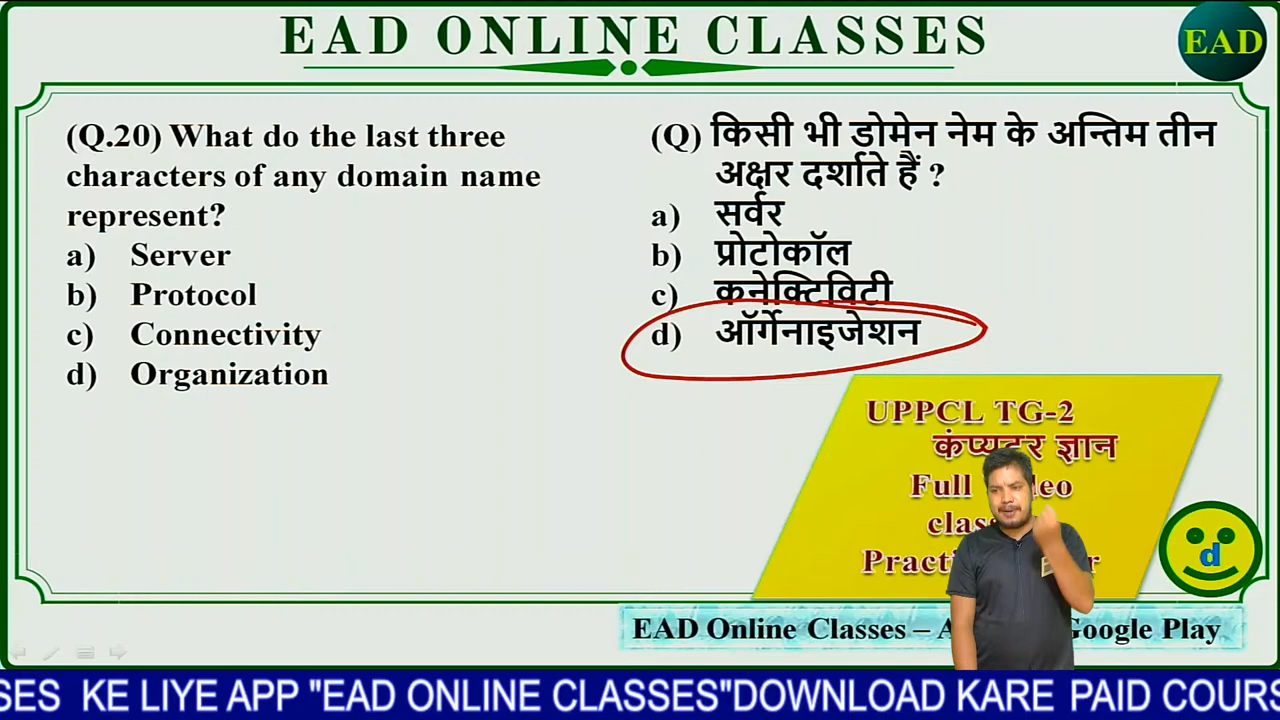 EAD ONLINE CLASSES
EAD
(Q.20) What do the last three
characters of any domain name
represent?
a) Server
b) Protocol
c) Connectivity
d) Organization
(Q) किसी भी डोमेन नेम के अन्तिम तीन
अक्षर दर्शाते हैं ?
a) सर्वर
b) प्रोटोकॉल
c) कनेक्टिविटी
d) ऑर्गेनाइजेशन
UPPCL TG-2
कंप्यूटर ज्ञान
Full
d
EAD Online Classes – Google Play
SES KE LIYE APP "EAD ONLINE CLASSES"DOWNLOAD KARE PAID COURS